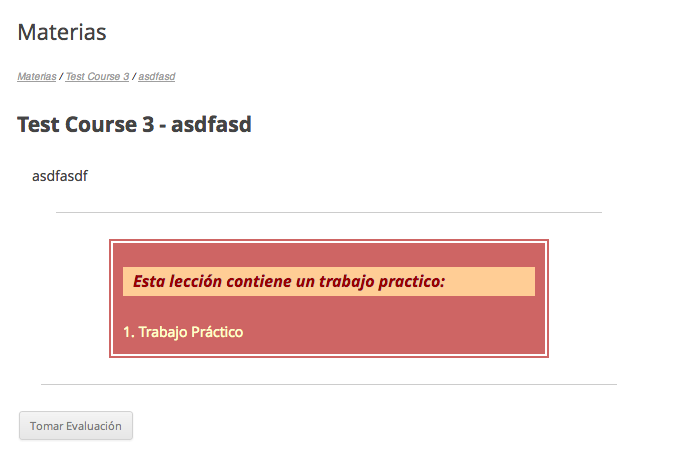 Materias
Materias / Test Course 3 / asdfasd
Test Course 3 - asdfasd
asdfasdf
Esta lección contiene un trabajo practico:
1. Trabajo Práctico
Tomar Evaluación